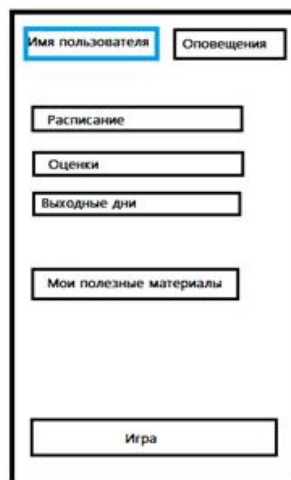 Имя пользователя Оповещения
Расписание
Оценки
Выходные дни
Мои полезные материалы
Игра